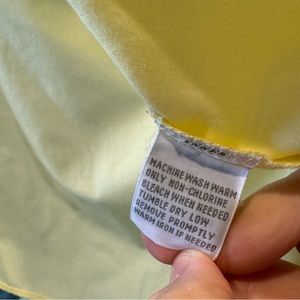 MACHINE WASH WARM
ONLY NON-CHLORINE
BLEACH WHEN NEEDED
TUMBLE DRY LOW
REMOVE PROMPTLY
WARM IRON IF NEEDED